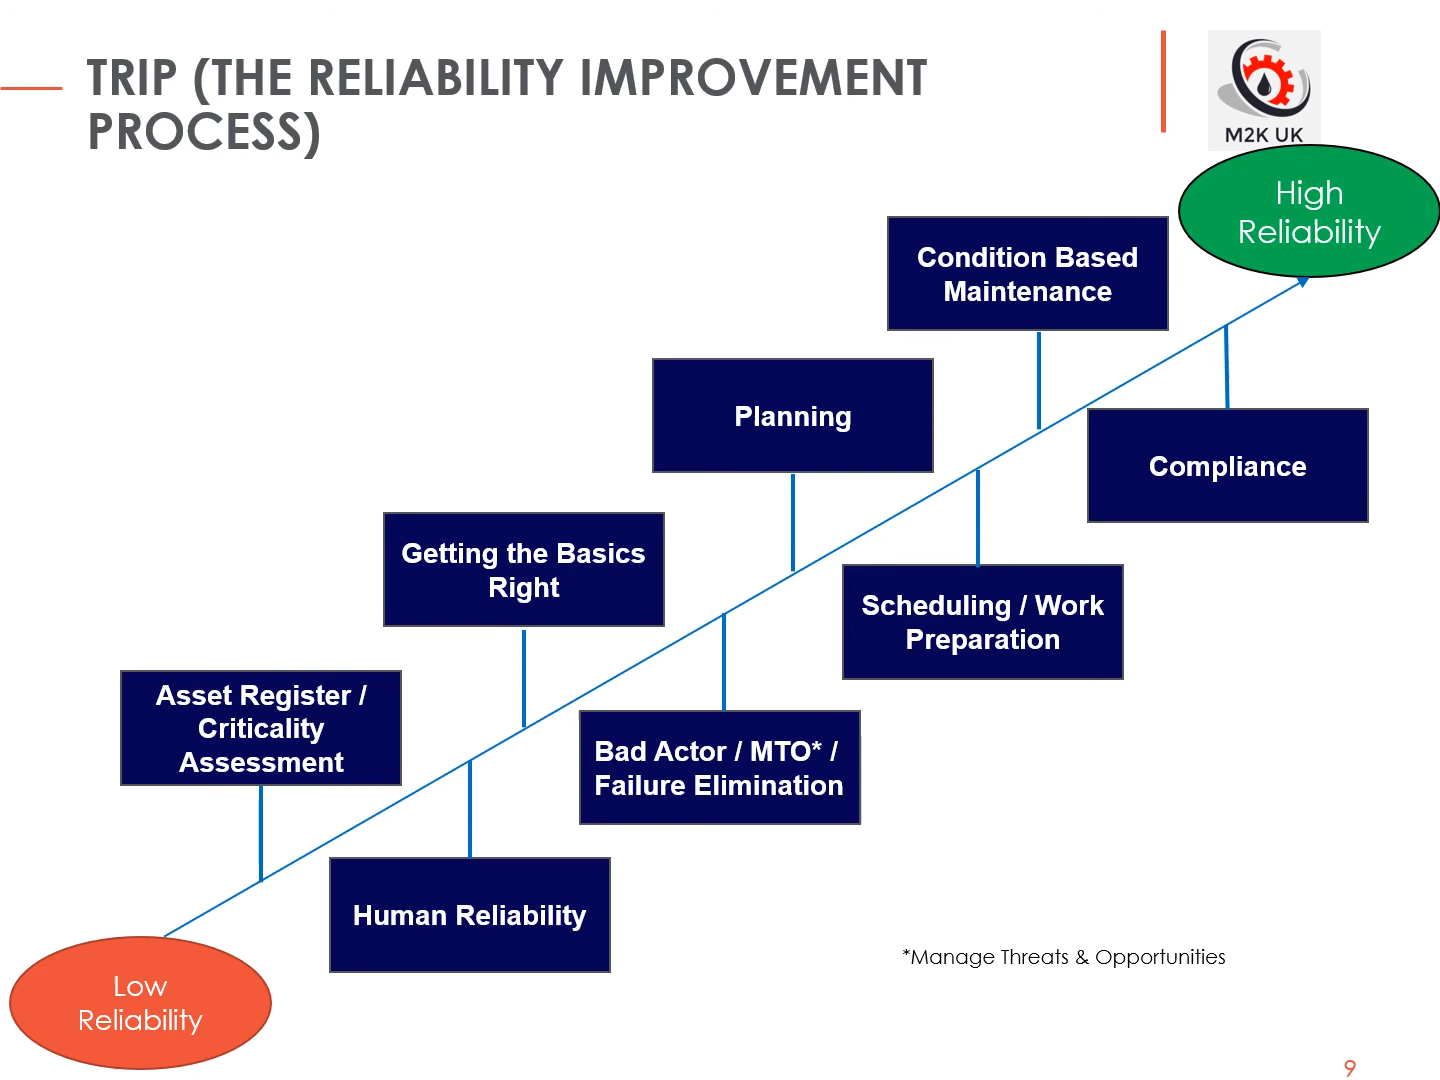 TRIP (THE RELIABILITY IMPROVEMENT
PROCESS)
M2K UK
High
Reliability
Condition Based
Maintenance
Planning
Compliance
Getting the Basics
Right
Scheduling / Work
Preparation
Asset Register /
Criticality
Assessment
Bad Actor / MTO* /
Failure Elimination
Human Reliability
*Manage Threats & Opportunities
Low
Reliability
9